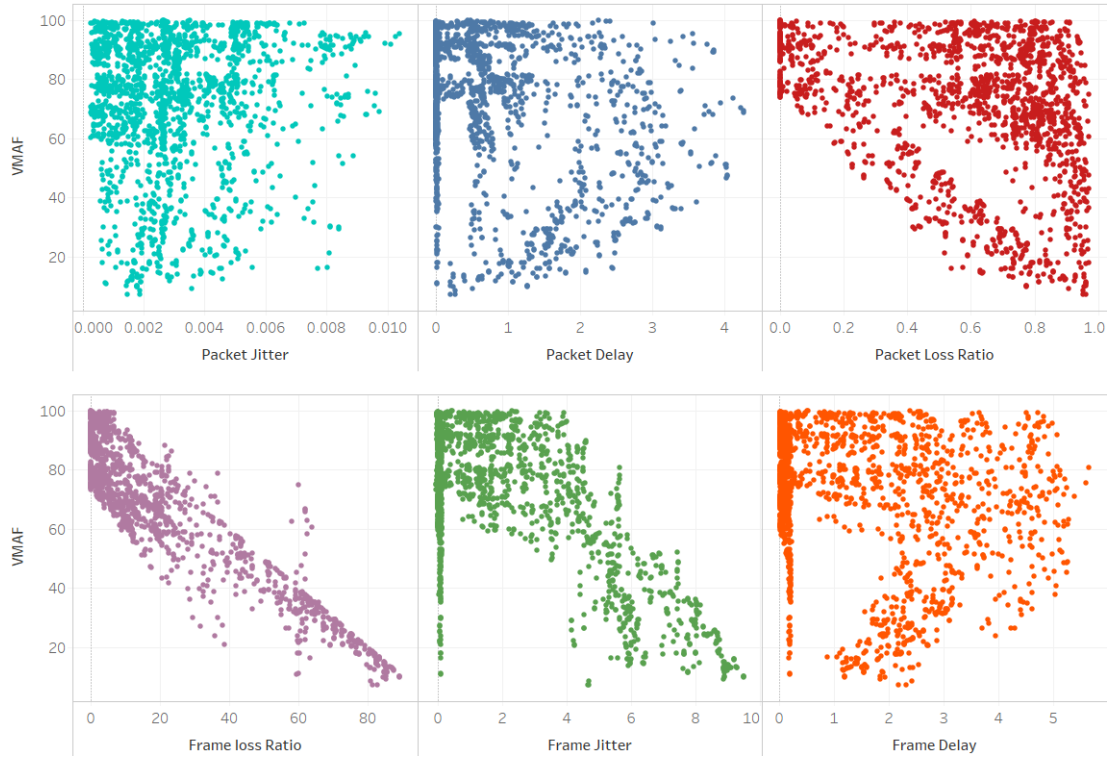 100
80
60
40
20
VMAF
0.000 0.002 0.004 0.006 0.008 0.010
0 1 2 3 4
0.0 0.2 0.4 0.6 0.8 1.0
Packet Jitter
Packet Delay
Packet Loss Ratio
100
80
60
40
20
VMAF
0 20 40 60 80
0 2 4 6 8 10
0 1 2 3 4 5
Frame loss Ratio
Frame Jitter
Frame Delay